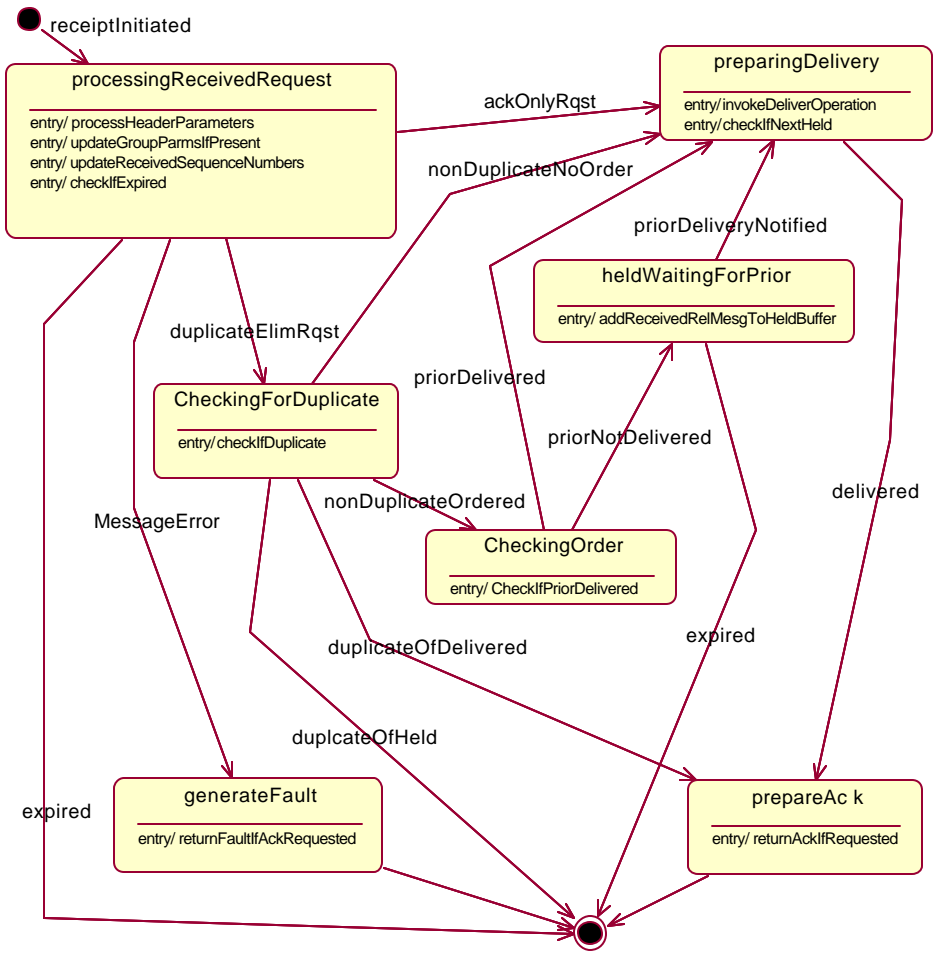 receiptInitiated
processingReceivedRequest
entry/ processHeaderParameters
entry/ updateGroupParmsIfPresent
entry/ updateReceivedSequenceNumbers
entry/ checkIfExpired
preparingDelivery
entry/invokeDeliverOperation
entry/checkIfNextHeld
ackOnlyRqst
nonDuplicateNoOrder
priorDeliveryNotified
heldWaitingForPrior
entry/ addReceivedRelMesgToHeldBuffer
duplicateElimRqst
priorDelivered
CheckingForDuplicate
entry/checkIfDuplicate
priorNotDelivered
delivered
nonDuplicateOrdered
MessageError
CheckingOrder
entry/ CheckIfPriorDelivered
expired
duplicateOfDelivered
duplcateOfHeld
generateFault
entry/ returnFaultIfAckRequested
expired
prepareAc k
entry/ returnAckIfRequested